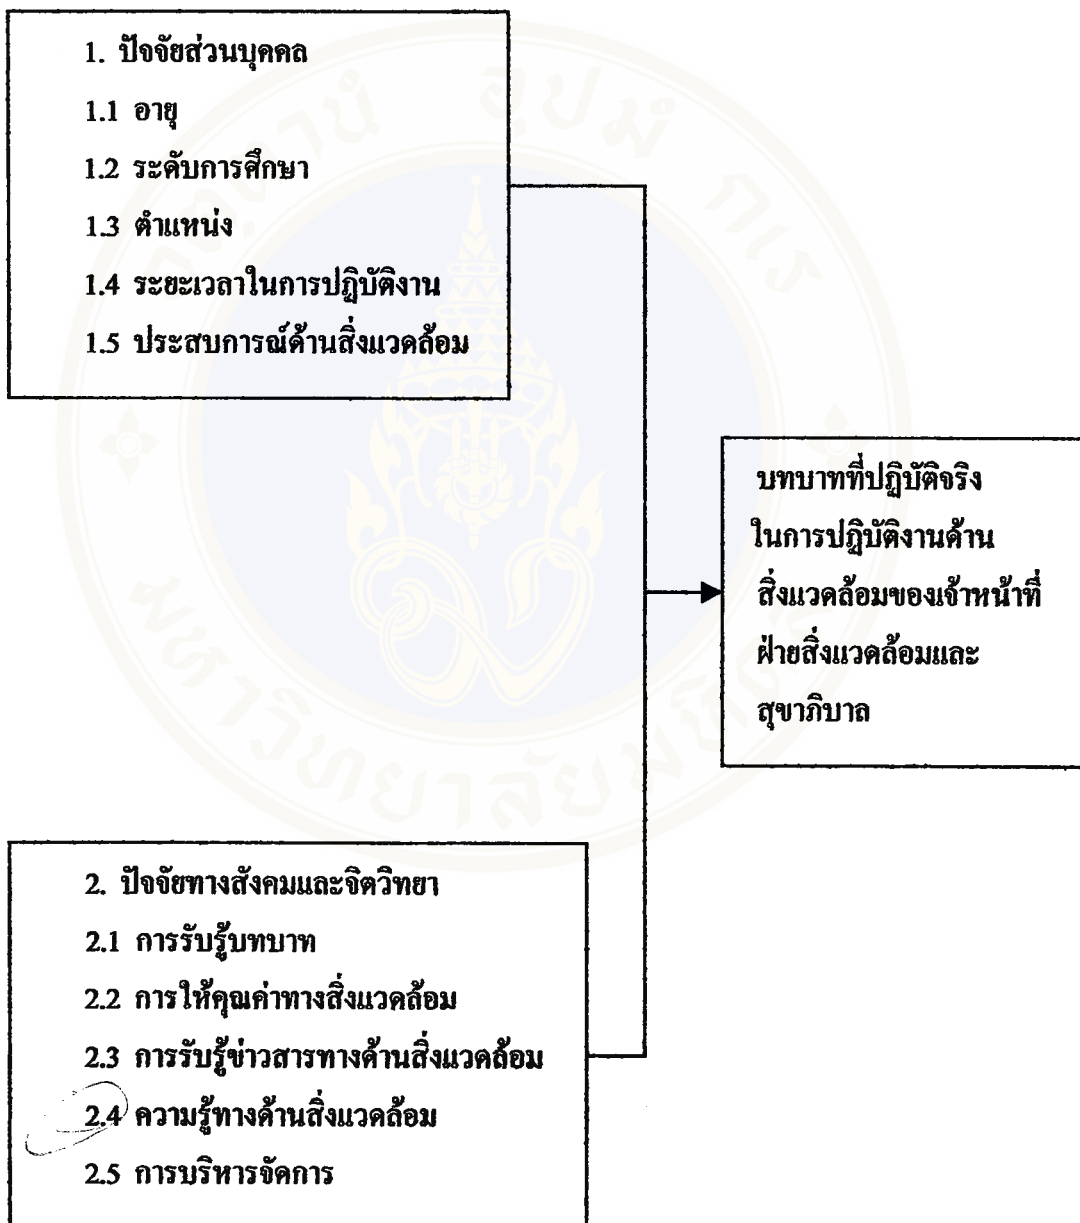 1. ปัจจัยส่วนบุคคล
1.1 อายุ
1.2 ระดับการศึกษา
1.3 ตำแหน่ง
1.4 ระยะเวลาในการปฏิบัติงาน
1.5 ประสบการณ์ด้านสิ่งแวดล้อม
บทบาทที่ปฏิบัติจริง
ในการปฏิบัติงานด้าน
สิ่งแวดล้อมของเจ้าหน้าที่
ฝ่ายสิ่งแวดล้อมและ
สุขาภิบาล
2. ปัจจัยทางสังคมและจิตวิทยา
2.1 การรับรู้บทบาท
2.2 การให้คุณค่าทางสิ่งแวดล้อม
2.3 การรับรู้ข่าวสารทางด้านสิ่งแวดล้อม
2.4 ความรู้ทางด้านสิ่งแวดล้อม
2.5 การบริหารจัดการ